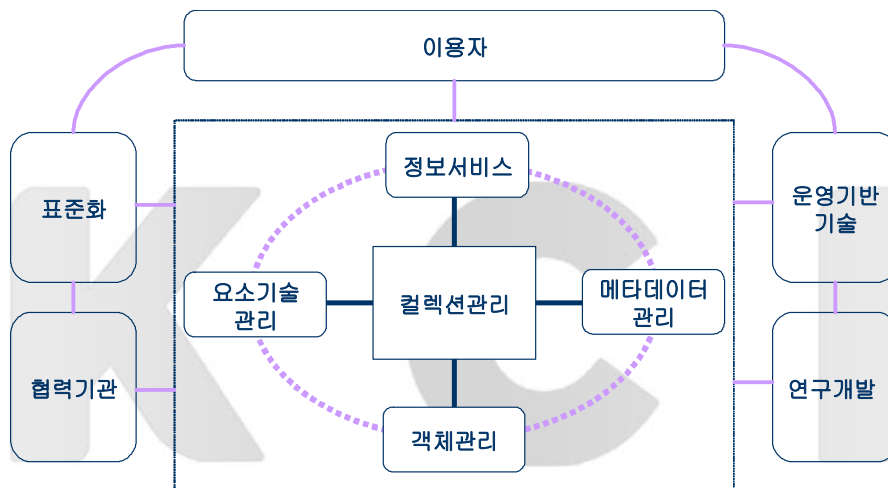 이용자
정보서비스
표준화
운영기반
기술
요소기술
관리
컬렉션관리
메타데이터
관리
협력기관
연구개발
객체관리
KCI